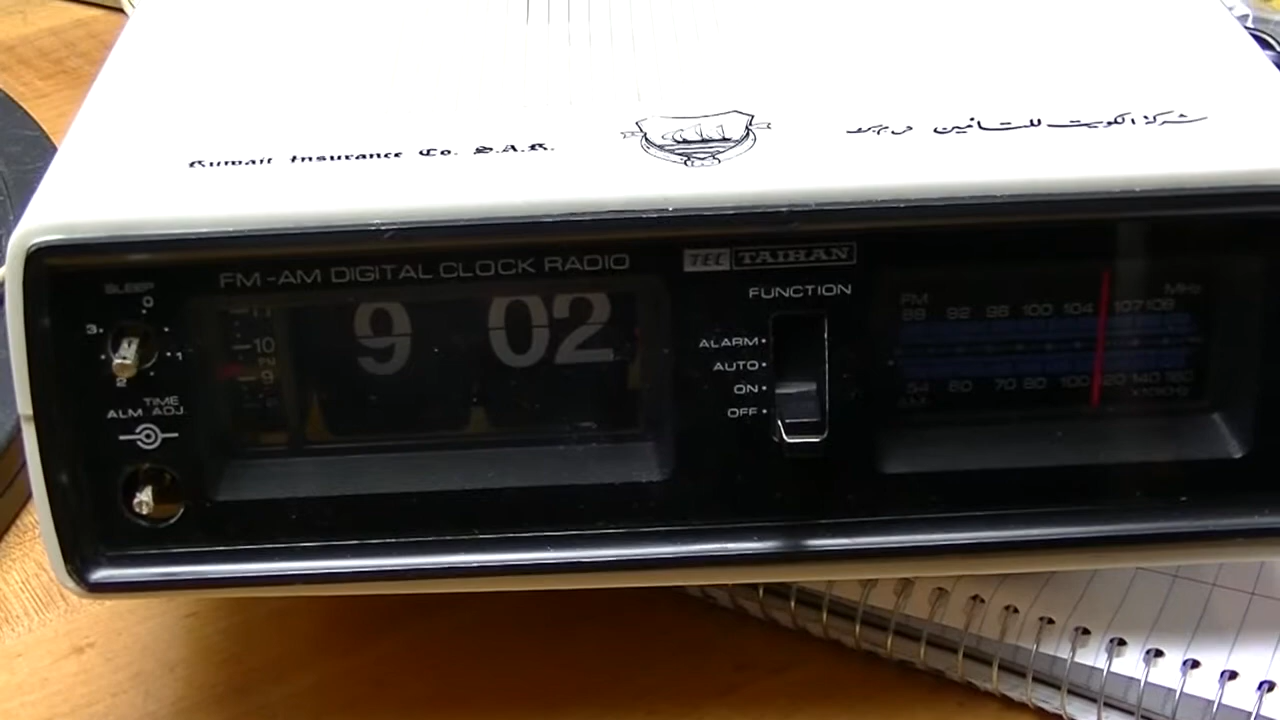 Kuwait Insurance Co. S.A.K.
شركة الكويت للتأمين ش.م.ك
FM-AM DIGITAL CLOCK RADIO
TEC TAIHAN
SLEEP
0
3
1
2
TIME
ALM ADJ.
11
10
9
9 02
FUNCTION
ALARM
AUTO
ON
OFF
FM MHz
88 92 96 100 104 107 108
54 60 70 80 100 120 140 160
AM x10KHz